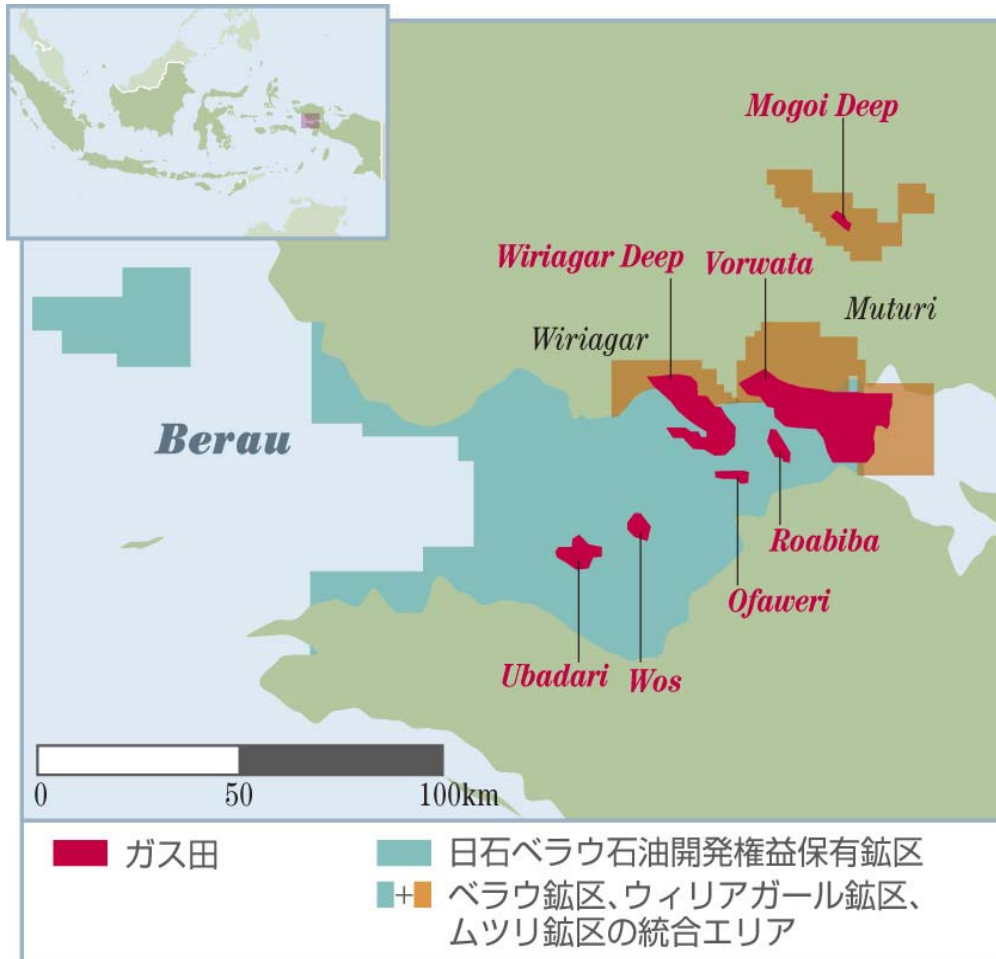 Mogoi Deep
Wiriagar Deep
Vorwata
Muturi
Wiriagar
Berau
Roabiba
Ofaweri
Ubadari
Wos
0
50
100km
ガス田
日石ベラウ石油開発権益保有鉱区
+
ベラウ鉱区、ウィリアガール鉱区、
ムツリ鉱区の統合エリア